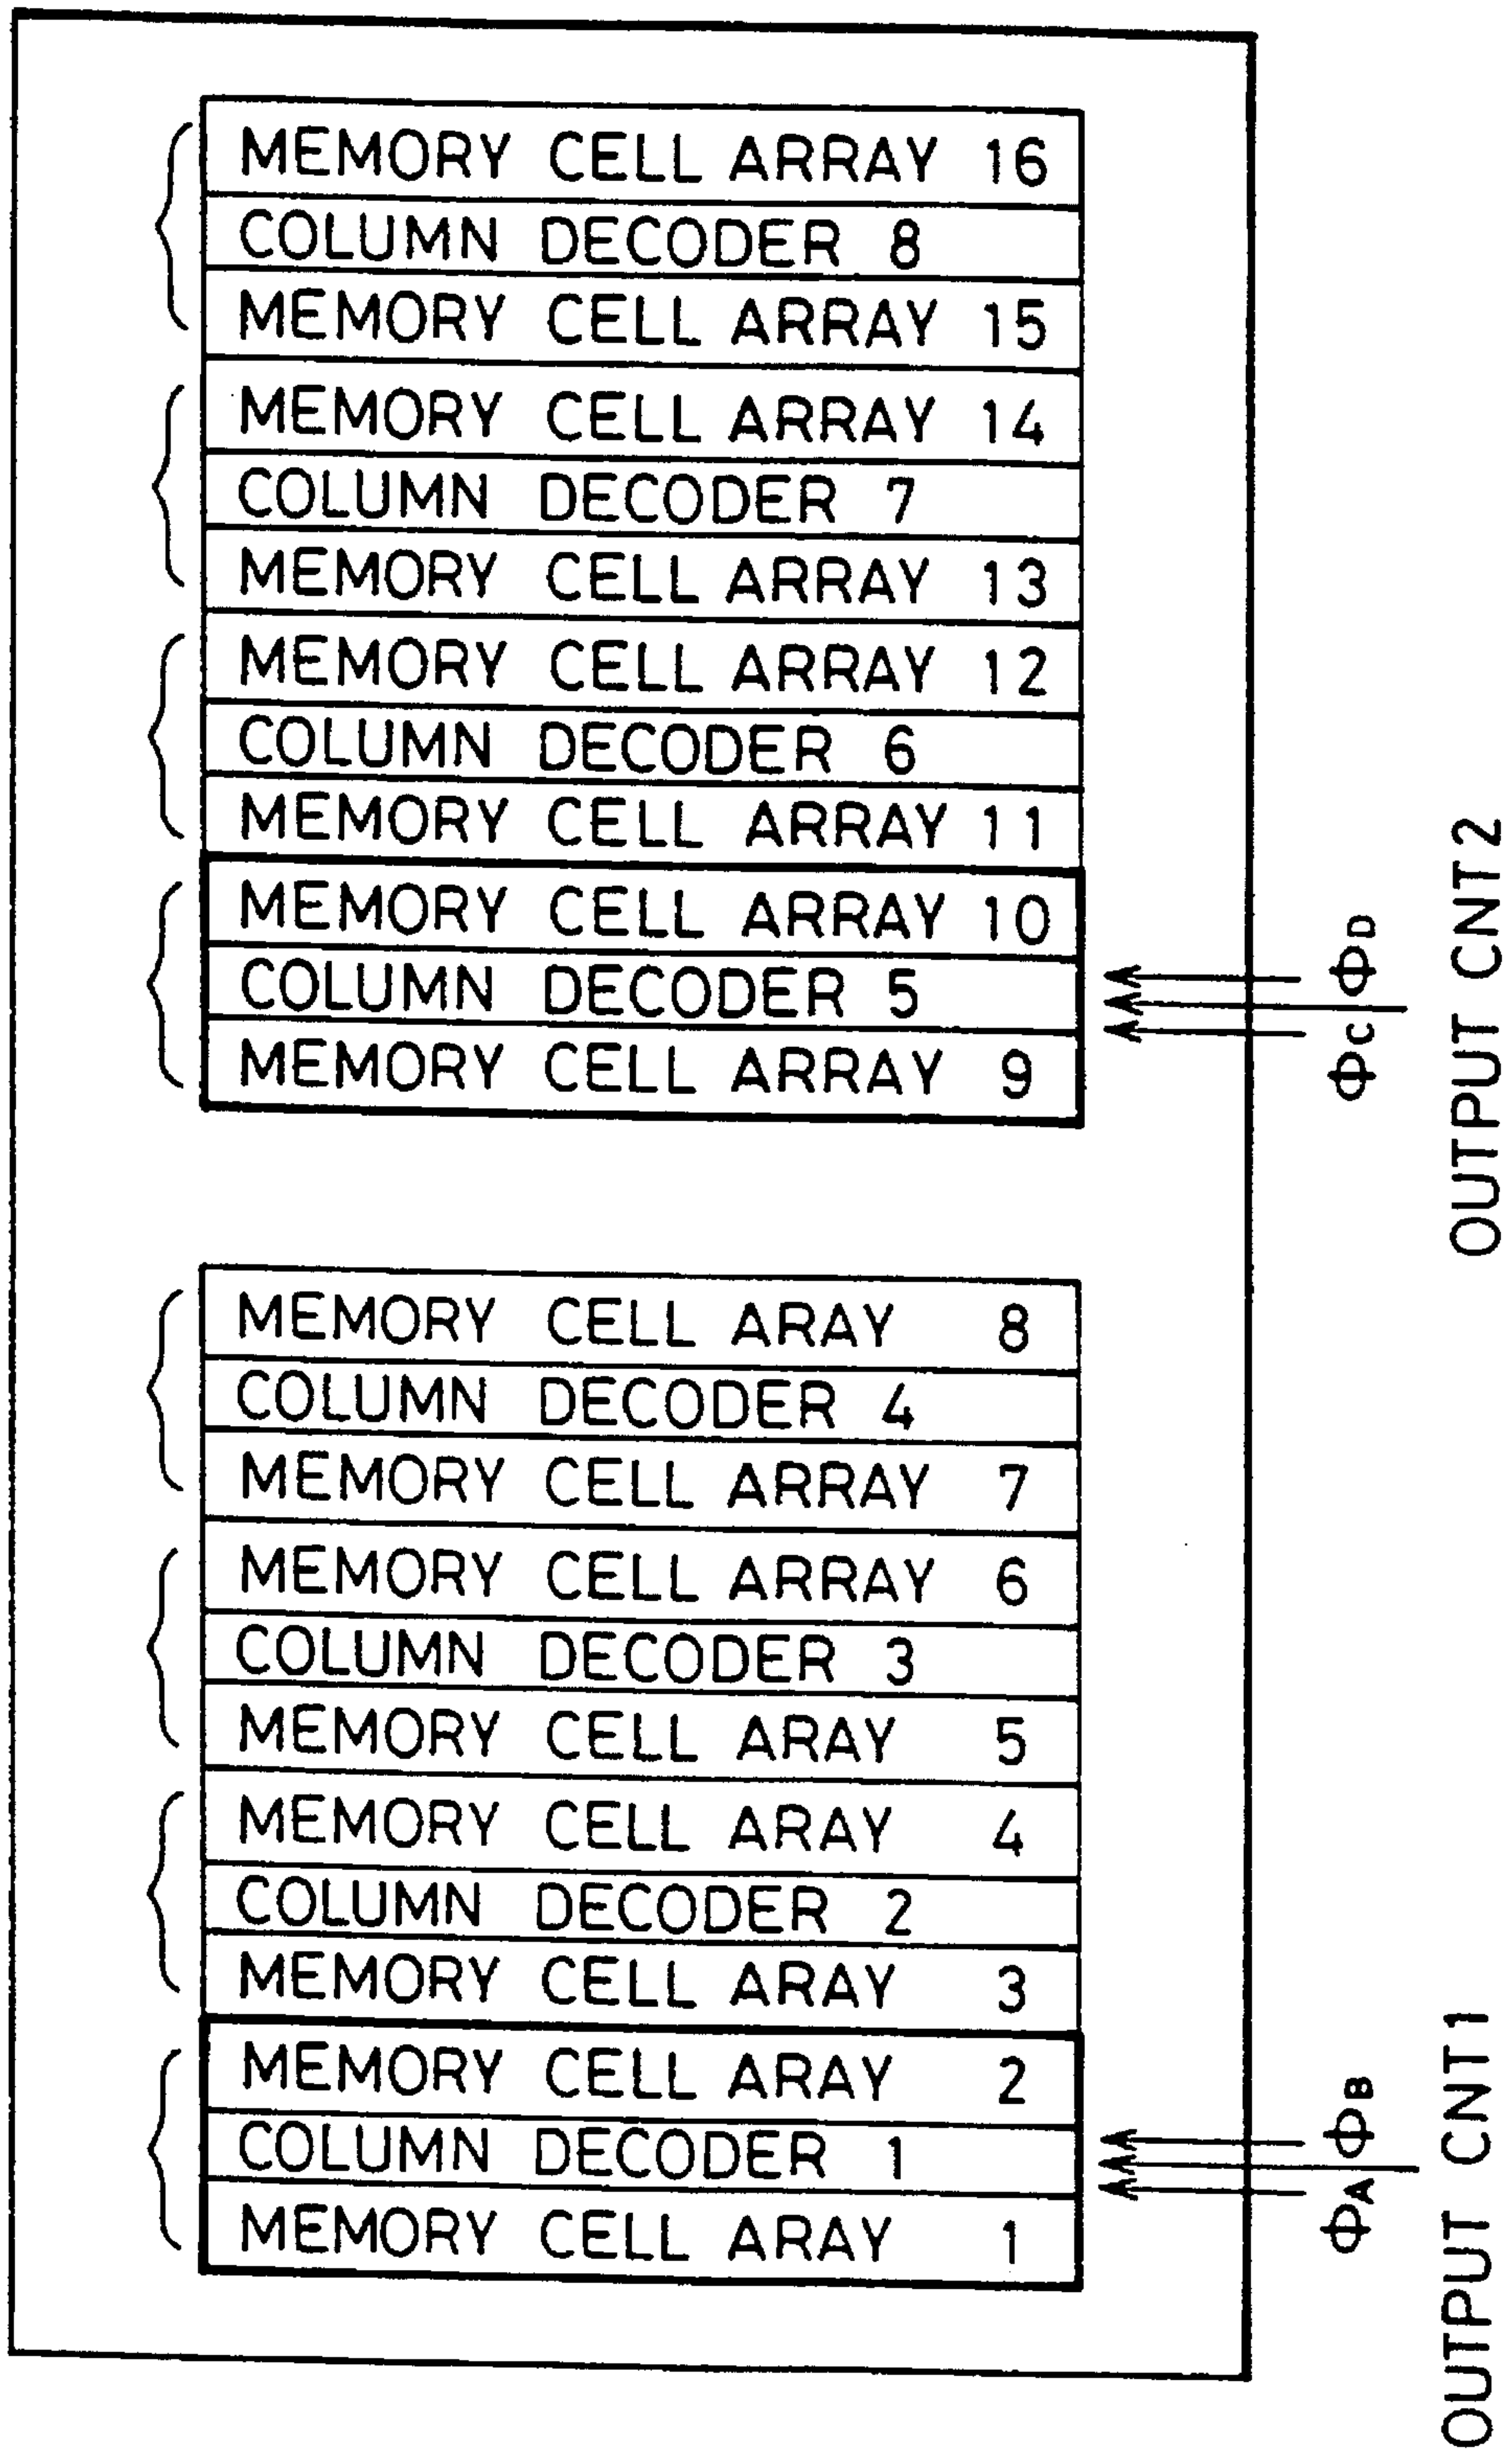 MEMORY CELL ARRAY 16
COLUMN DECODER 8
MEMORY CELL ARRAY 15
MEMORY CELL ARRAY 14
COLUMN DECODER 7
MEMORY CELL ARRAY 13
MEMORY CELL ARRAY 12
COLUMN DECODER 6
MEMORY CELL ARRAY 11
MEMORY CELL ARRAY 10
COLUMN DECODER 5
MEMORY CELL ARRAY 9
ΦD
ΦC
OUTPUT CNT2
MEMORY CELL ARAY 8
COLUMN DECODER 4
MEMORY CELL ARRAY 7
MEMORY CELL ARRAY 6
COLUMN DECODER 3
MEMORY CELL ARAY 5
MEMORY CELL ARAY 4
COLUMN DECODER 2
MEMORY CELL ARAY 3
MEMORY CELL ARAY 2
COLUMN DECODER 1
MEMORY CELL ARAY 1
ΦB
ΦA
OUTPUT CNT1